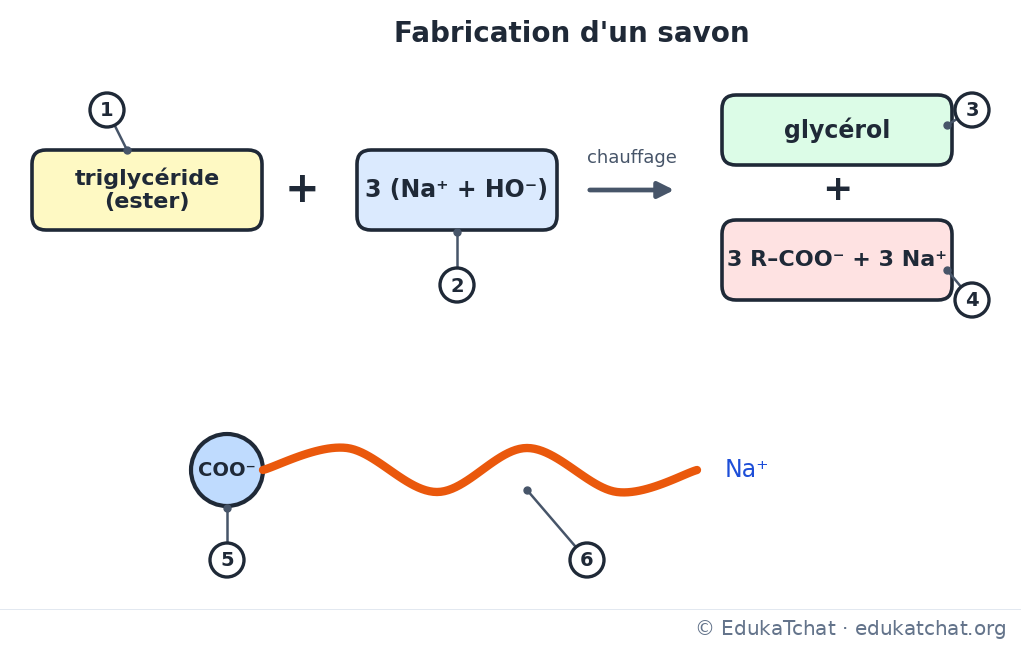 Fabrication d'un savon
1
3
triglycéride
(ester)
+
3 (Na⁺ + HO⁻)
chauffage
glycérol
+
3 R–COO⁻ + 3 Na⁺
2
4
COO⁻
Na⁺
5
6
© EdukaTchat · edukatchat.org